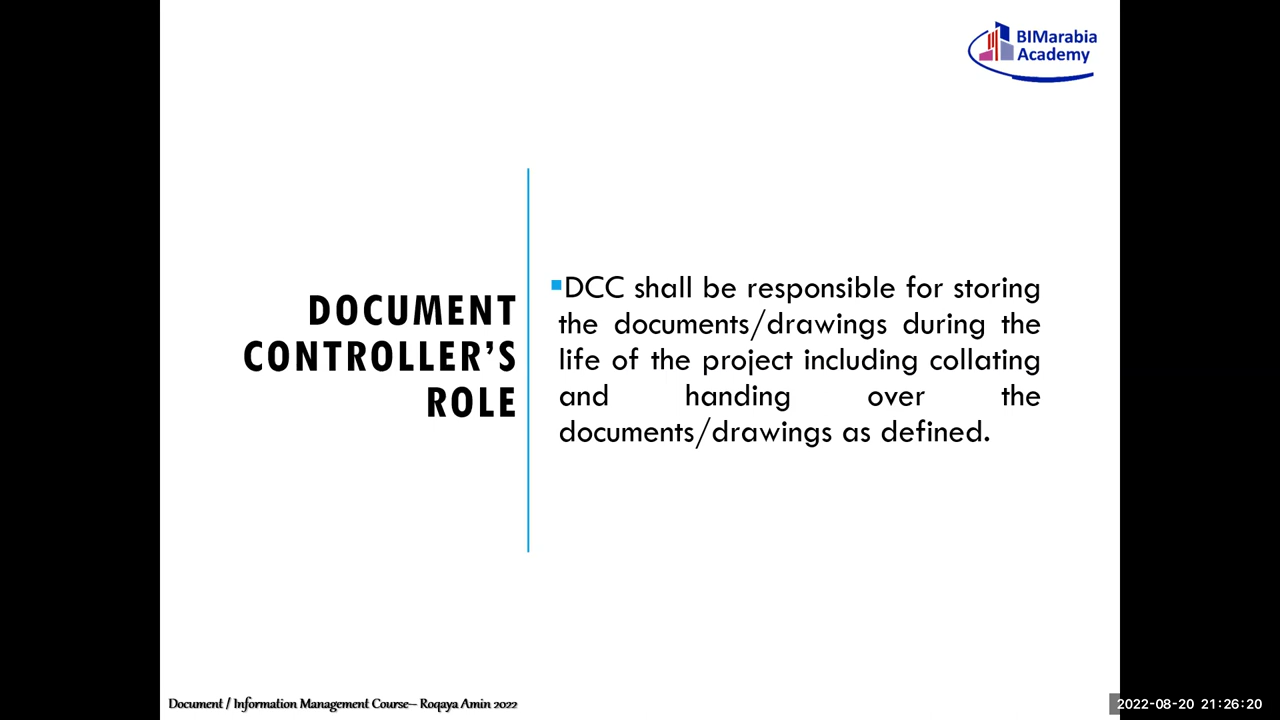 BIMarabia
Academy
DOCUMENT
CONTROLLER'S
ROLE
▪DCC shall be responsible for storing
the documents/drawings during the
life of the project including collating
and handing over the
documents/drawings as defined.
Document / Information Management Course– Roqaya Amin 2022
2022-08-20 21:26:20